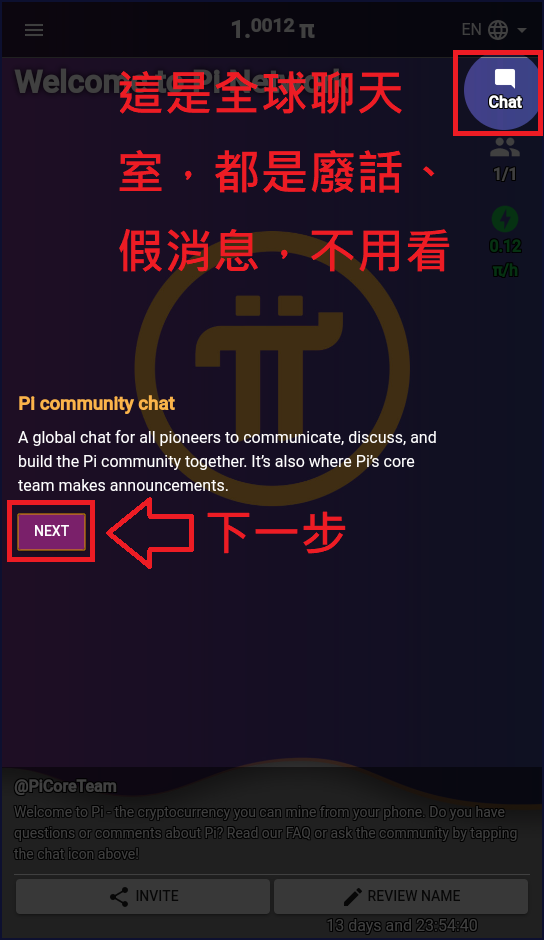 1.0012 π
EN
Welcome to Pi Network
這是全球聊天
Chat
室，都是廢話、
1/1
假消息，不用看
0.12
π/h
Pi community chat
A global chat for all pioneers to communicate, discuss, and
build the Pi community together. It’s also where Pi’s core
team makes announcements.
NEXT
下一步
@PiCoreTeam
Welcome to Pi - the cryptocurrency you can mine from your phone. Do you have
questions or comments about Pi? Read our FAQ or ask the community by tapping
the chat icon above!
INVITE
REVIEW NAME
13 days and 23:54:40